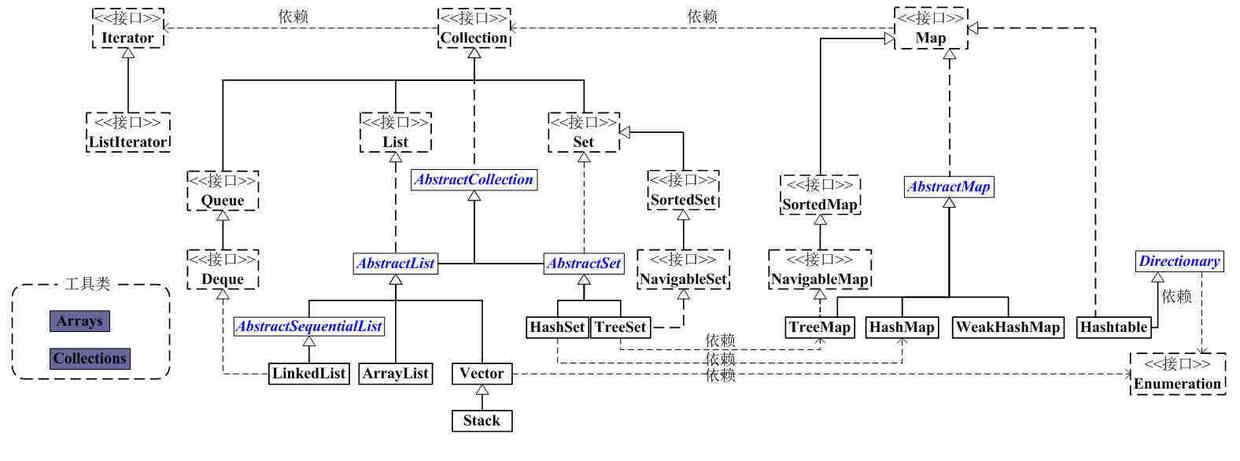 <<接口>>
Iterator
依赖
<<接口>>
Collection
依赖
<<接口>>
Map
<<接口>>
ListIterator
<<接口>>
List
<<接口>>
Set
<<接口>>
Queue
AbstractCollection
<<接口>>
SortedSet
<<接口>>
SortedMap
AbstractMap
<<接口>>
Deque
AbstractList
AbstractSet
<<接口>>
NavigableSet
<<接口>>
NavigableMap
Directionary
依赖
工具类
Arrays
Collections
AbstractSequentialList
HashSet
TreeSet
TreeMap
HashMap
WeakHashMap
Hashtable
依赖
依赖
依赖
LinkedList
ArrayList
Vector
<<接口>>
Enumeration
Stack